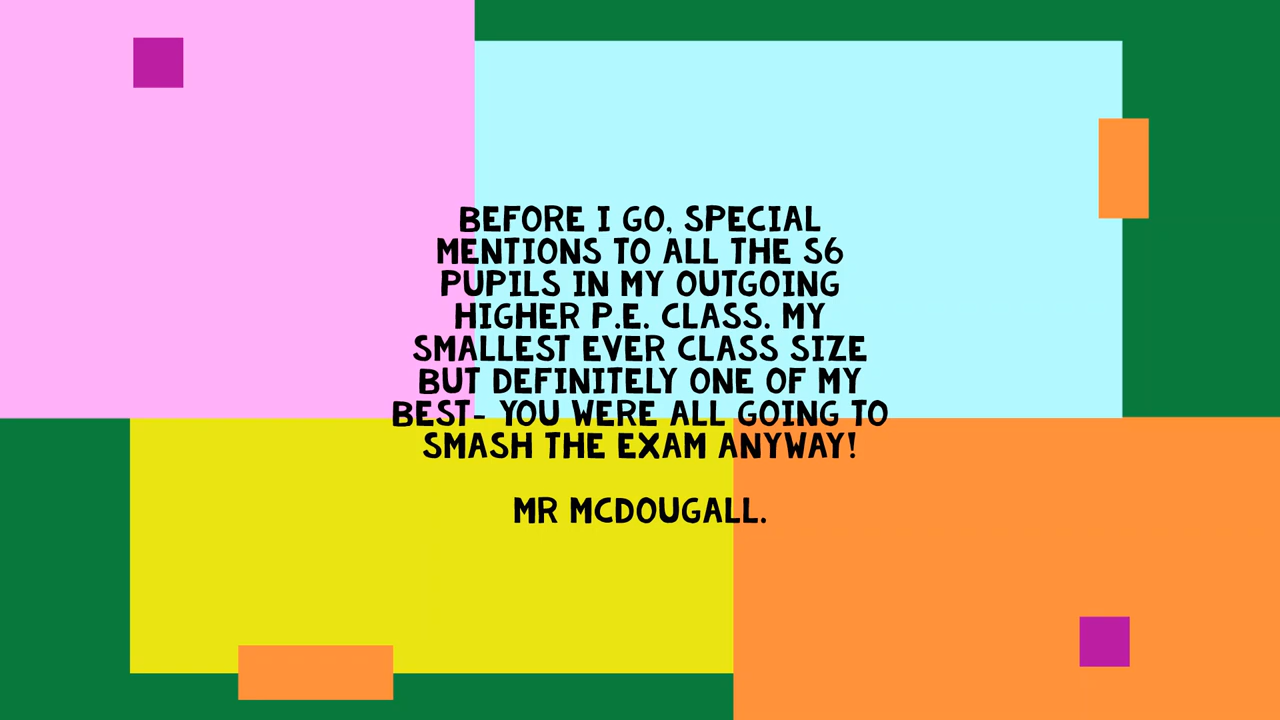 BEFORE I GO, SPECIAL
MENTIONS TO ALL THE S6
PUPILS IN MY OUTGOING
HIGHER P.E. CLASS. MY
SMALLEST EVER CLASS SIZE
BUT DEFINITELY ONE OF MY
BEST- YOU WERE ALL GOING TO
SMASH THE EXAM ANYWAY!
MR MCDOUGALL.